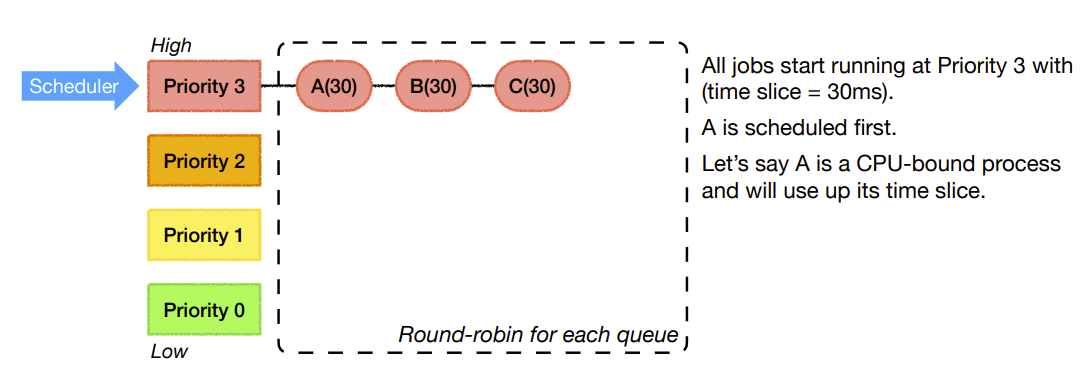 High
Scheduler
Priority 3
A(30)
B(30)
C(30)
Priority 2
Priority 1
Priority 0
Low
Round-robin for each queue
All jobs start running at Priority 3 with
(time slice = 30ms).
A is scheduled first.
Let's say A is a CPU-bound process
and will use up its time slice.